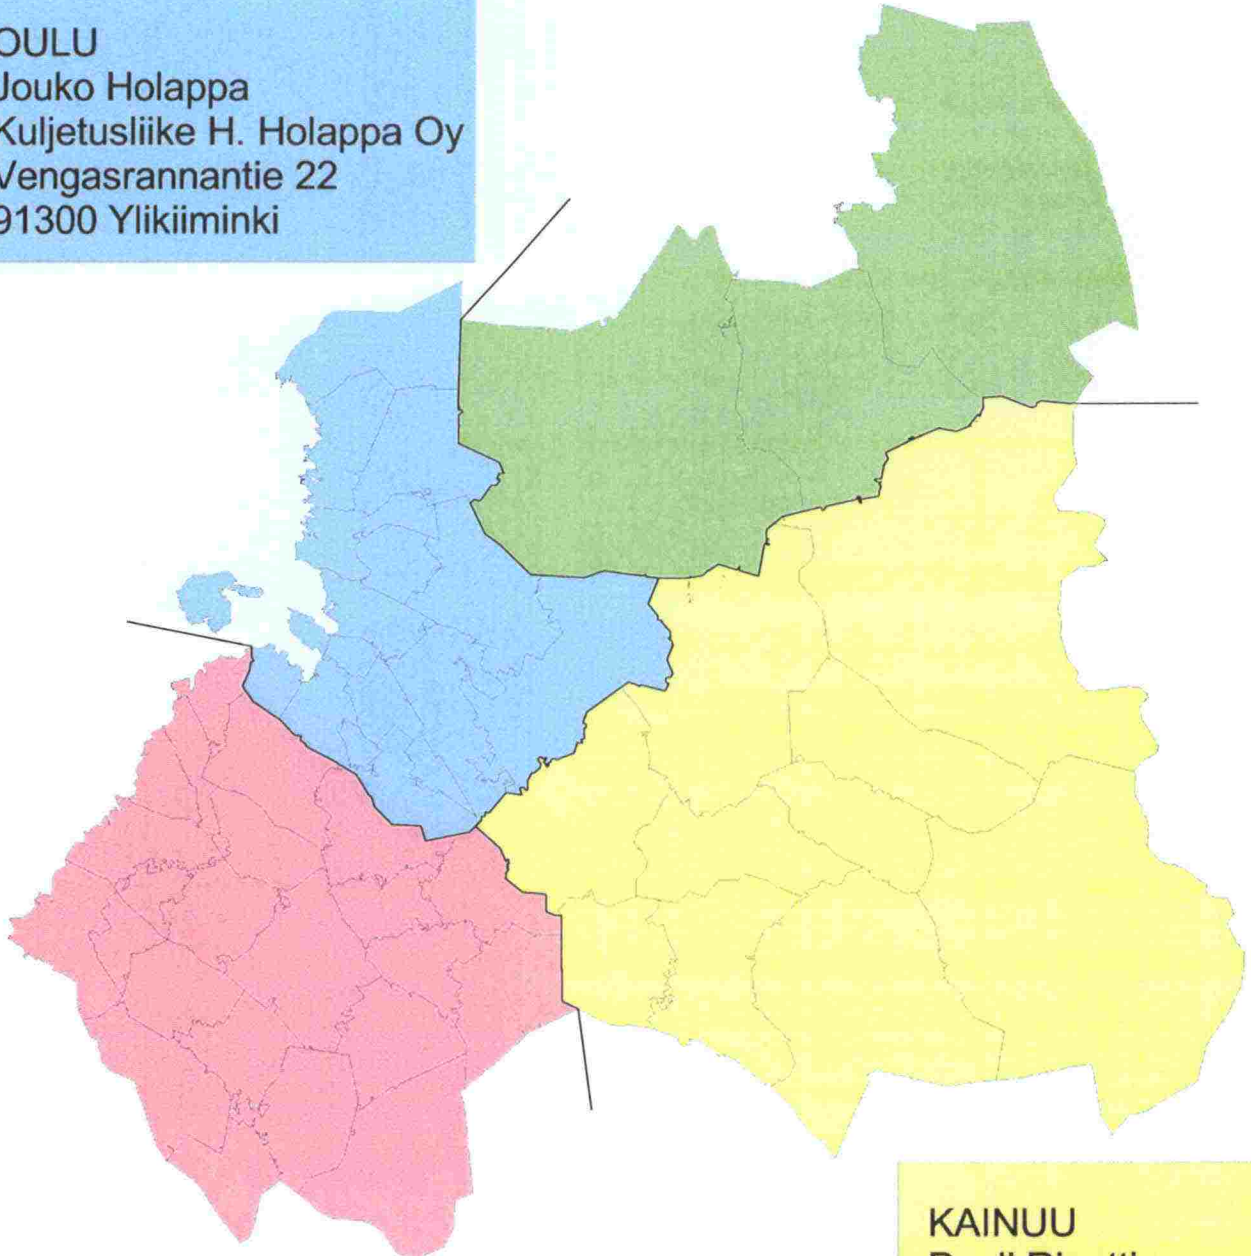 OULU
Jouko Holappa
Kuljetusliike H. Holappa Oy
Vengasrannantie 22
91300 Ylikiiminki
KAINUU